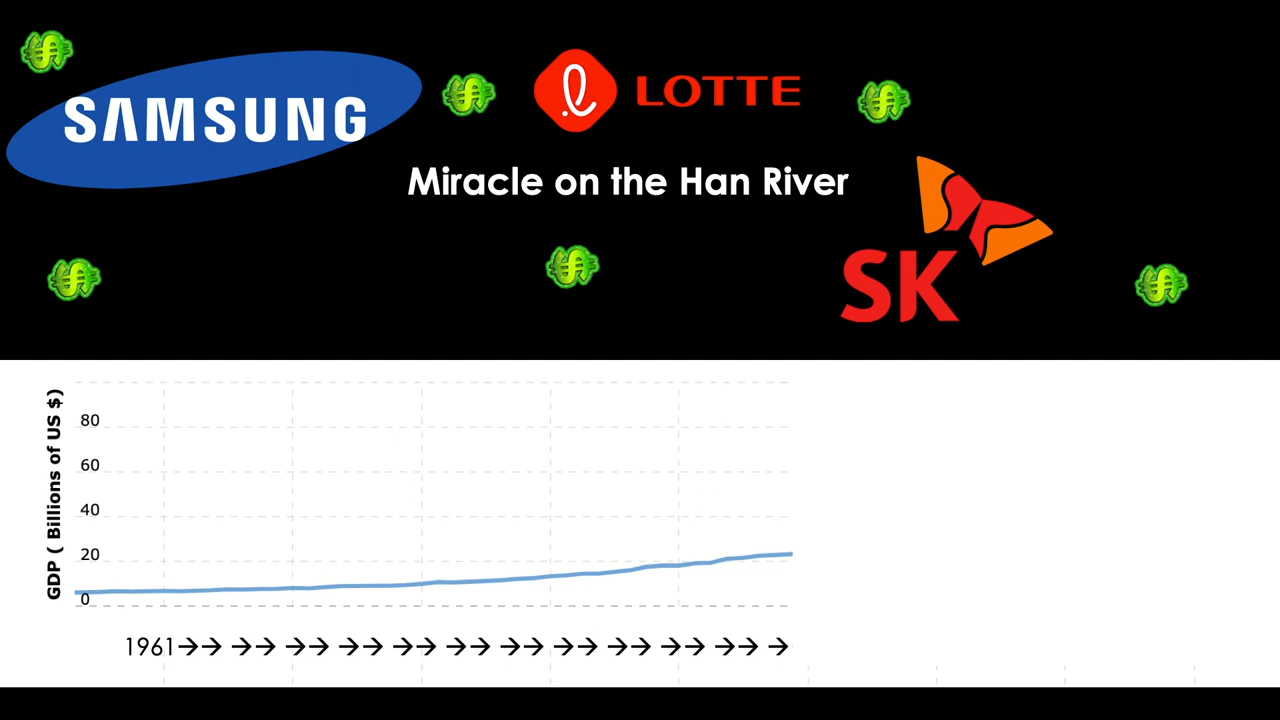 SAMSUNG
LOTTE
Miracle on the Han River
SK
GDP ( Billions of US $)
80
60
40
20
0
1961→→ →→ →→ →→ →→ →→ →→ →→ →→ →→ →→ →